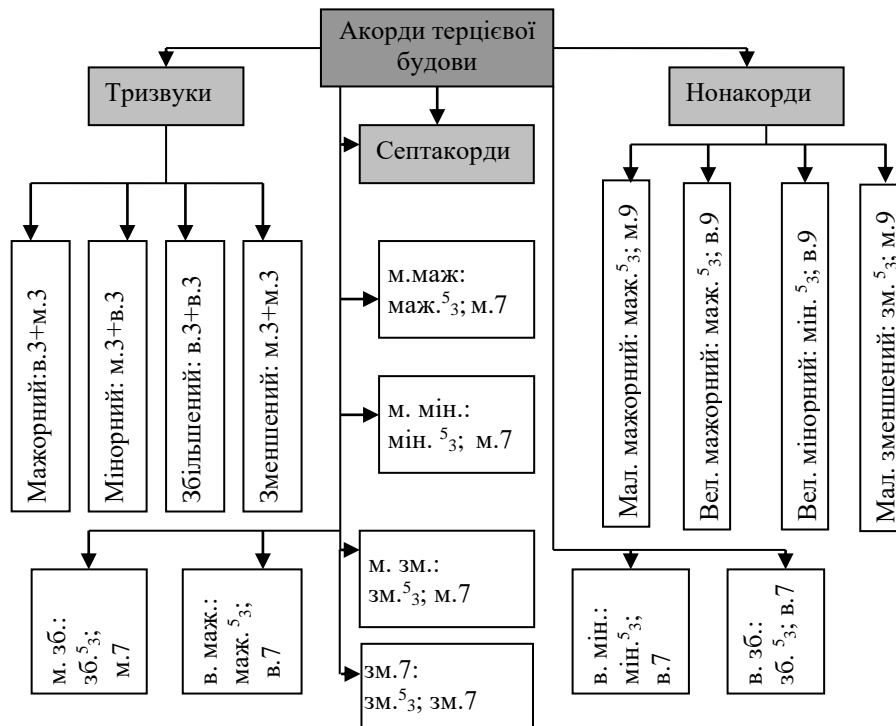 Акорди терцієвої
будови
Тризвуки
Нонакорди
Септакорди
Мажорний:в.3+м.3
Мінорний: м.3+в.3
Збільшений: в.3+в.3
Зменшений: м.3+м.3
м.маж:
маж.⁵₃; м.7
м. мін.:
мін. ⁵₃; м.7
Мал. мажорний: маж.⁵₃; м.9
Вел. мажорний: маж. ⁵₃; в.9
Вел. мінорний: мін. ⁵₃; в.9
Мал. зменшений: зм. ⁵₃; м.9
м. зб.:
зб.⁵₃;
м.7
в. маж.:
маж. ⁵₃;
в.7
м. зм.:
зм.⁵₃; м.7
зм.7:
зм.⁵₃; зм.7
в. мін.:
мін. ⁵₃;
в.7
в. зб.:
зб. ⁵₃; в.7